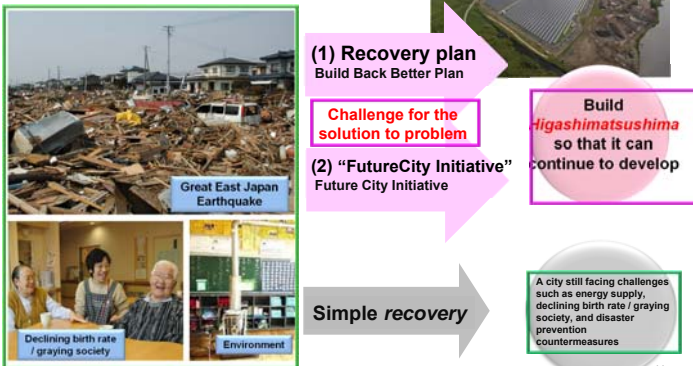 Great East Japan
Earthquake
Declining birth rate
/ graying society
Environment
(1) Recovery plan
Build Back Better Plan
Challenge for the
solution to problem
(2) “FutureCity Initiative”
Future City Initiative
Simple recovery
Build
Higashimatsushima
so that it can
continue to develop
A city still facing challenges
such as energy supply,
declining birth rate / graying
society, and disaster
prevention
countermeasures